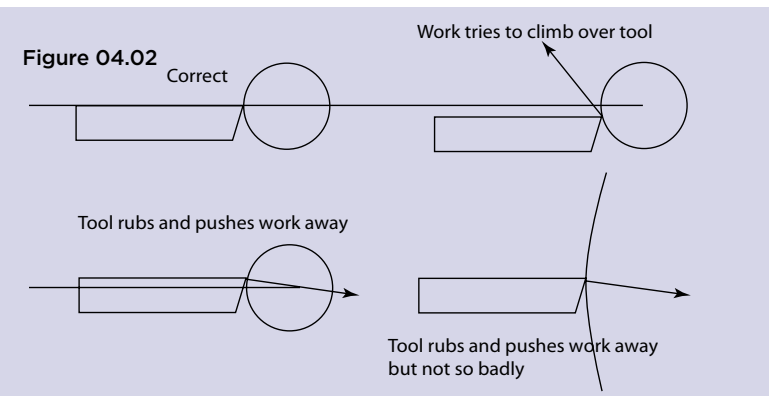 Work tries to climb over tool
Figure 04.02
Correct
Tool rubs and pushes work away
Tool rubs and pushes work away
but not so badly